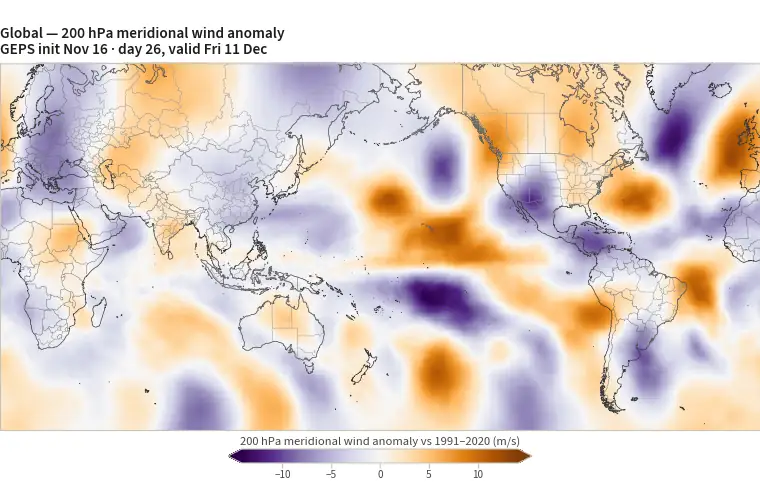 Global — 200 hPa meridional wind anomaly
GEPS init Nov 16 · day 26, valid Fri 11 Dec
200 hPa meridional wind anomaly vs 1991–2020 (m/s)
−10 −5 0 5 10